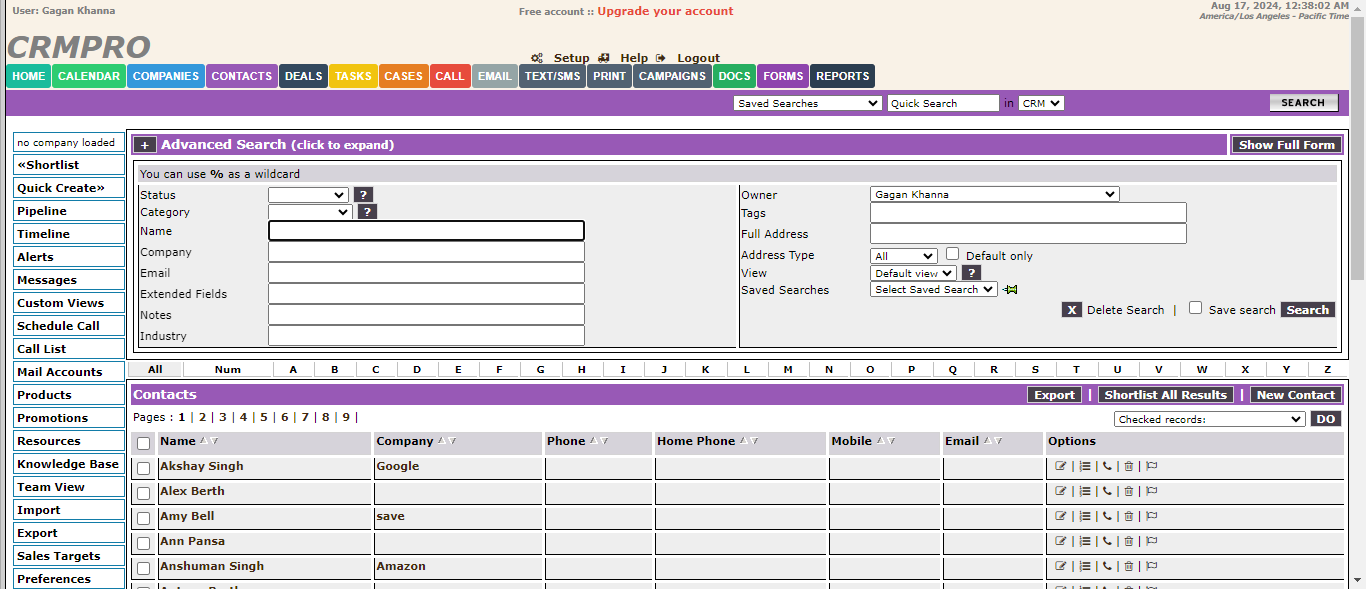 User: Gagan Khanna
Free account :: Upgrade your account
Aug 17, 2024, 12:38:02 AM
America/Los Angeles - Pacific Time
CRMPRO
Setup Help Logout
HOME CALENDAR COMPANIES CONTACTS DEALS TASKS CASES CALL EMAIL TEXT/SMS PRINT CAMPAIGNS DOCS FORMS REPORTS
Saved Searches Quick Search in CRM SEARCH
no company loaded
«Shortlist
Quick Create»
Pipeline
Timeline
Alerts
Messages
Custom Views
Schedule Call
Call List
Mail Accounts
Products
Promotions
Resources
Knowledge Base
Team View
Import
Export
Sales Targets
Preferences
+ Advanced Search (click to expand) Show Full Form
You can use % as a wildcard
Status ?
Category ?
Name
Company
Email
Extended Fields
Notes
Industry
Owner Gagan Khanna
Tags
Full Address
Address Type All Default only
View Default view ?
Saved Searches Select Saved Search
X Delete Search | Save search Search
All Num A B C D E F G H I J K L M N O P Q R S T U V W X Y Z
Contacts Export | Shortlist All Results | New Contact
Pages : 1 | 2 | 3 | 4 | 5 | 6 | 7 | 8 | 9 |
Checked records: DO
Name Company Phone Home Phone Mobile Email Options
Akshay Singh Google | | | |
Alex Berth | | | |
Amy Bell save | | | |
Ann Pansa | | | |
Anshuman Singh Amazon | | | |